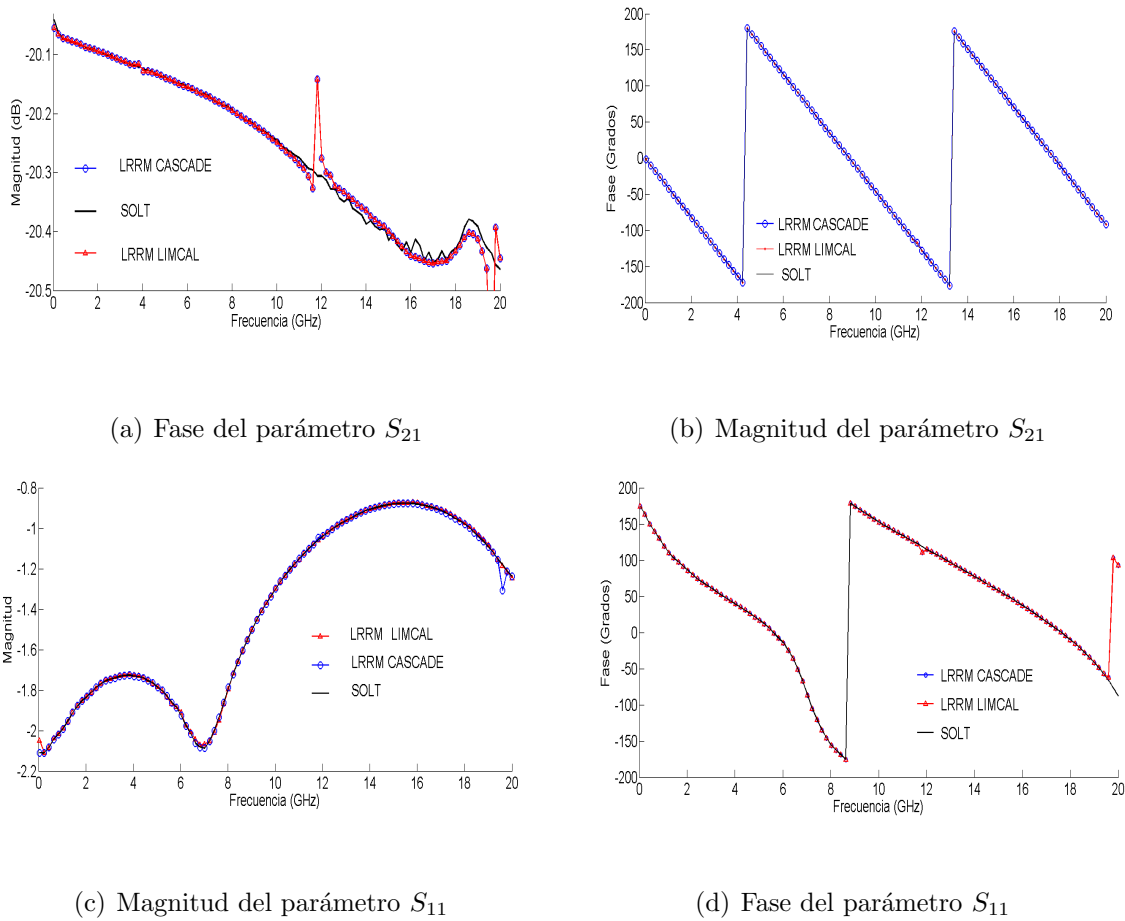 -20.1
-20.2
-20.3
-20.4
-20.5
Magnitud (dB)
LRRM CASCADE
SOLT
LRRM LIMCAL
0 2 4 6 8 10 12 14 16 18 20
Frecuencia (GHz)
200
150
100
50
0
-50
-100
-150
-200
Fase (Grados)
LRRM CASCADE
LRRM LIMCAL
SOLT
0 2 4 6 8 10 12 14 16 18 20
Frecuencia (GHz)
(a) Fase del parámetro S21
(b) Magnitud del parámetro S21
-0.8
-1
-1.2
-1.4
-1.6
-1.8
-2
-2.2
Magnitud
LRRM LIMCAL
LRRM CASCADE
SOLT
0 2 4 6 8 10 12 14 16 18 20
Frecuencia (GHz)
200
150
100
50
0
-50
-100
-150
-200
Fase (Grados)
LRRM CASCADE
LRRM LIMCAL
SOLT
0 2 4 6 8 10 12 14 16 18 20
Frecuencia (GHz)
(c) Magnitud del parámetro S11
(d) Fase del parámetro S11